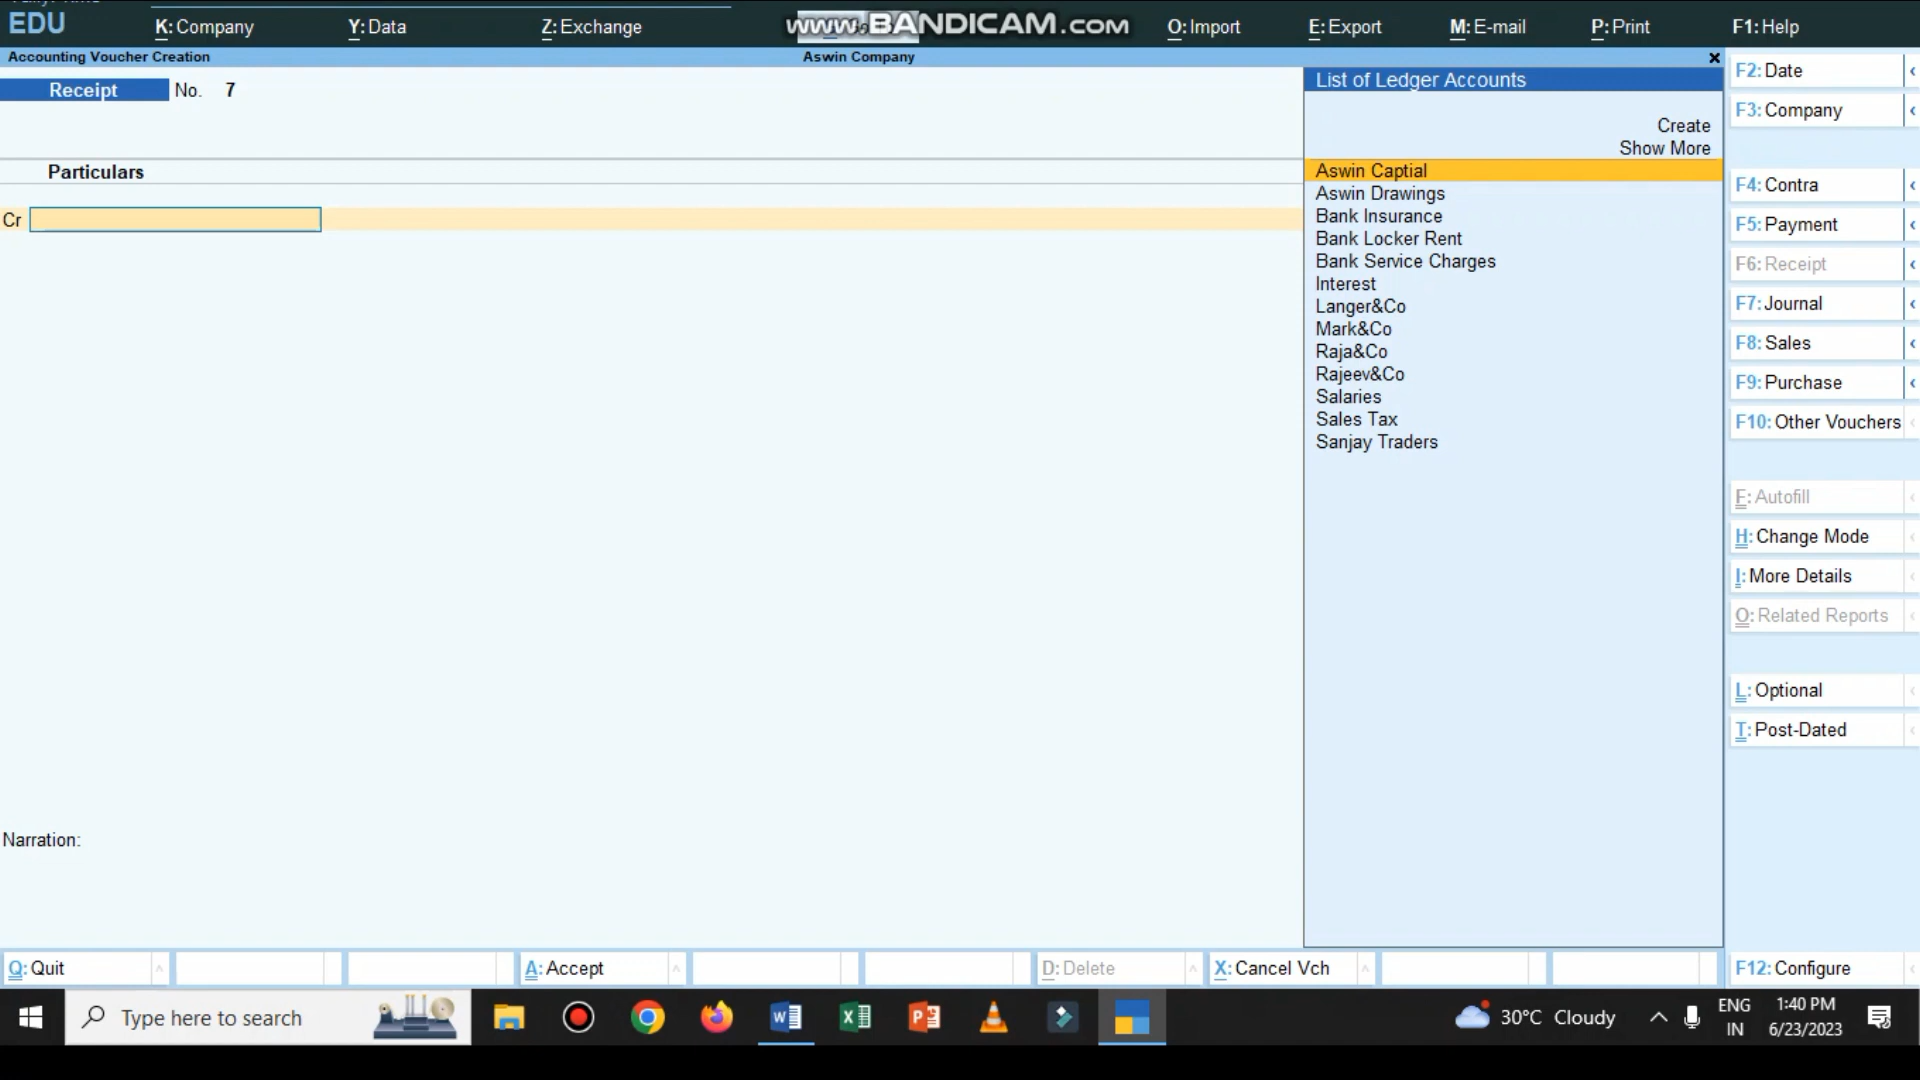 EDU
K: Company
Y: Data
Z: Exchange
www.BANDICAM.com
O: Import
E: Export
M: E-mail
P: Print
F1: Help
Accounting Voucher Creation
Aswin Company
Receipt No. 7
Particulars
Cr
Narration:
List of Ledger Accounts
Create
Show More
Aswin Captial
Aswin Drawings
Bank Insurance
Bank Locker Rent
Bank Service Charges
Interest
Langer&Co
Mark&Co
Raja&Co
Rajeev&Co
Salaries
Sales Tax
Sanjay Traders
F2: Date
F3: Company
F4: Contra
F5: Payment
F6: Receipt
F7: Journal
F8: Sales
F9: Purchase
F10: Other Vouchers
F: Autofill
H: Change Mode
I: More Details
O: Related Reports
L: Optional
T: Post-Dated
Q: Quit
A: Accept
D: Delete
X: Cancel Vch
F12: Configure
Type here to search
30°C Cloudy
ENG
IN
1:40 PM
6/23/2023